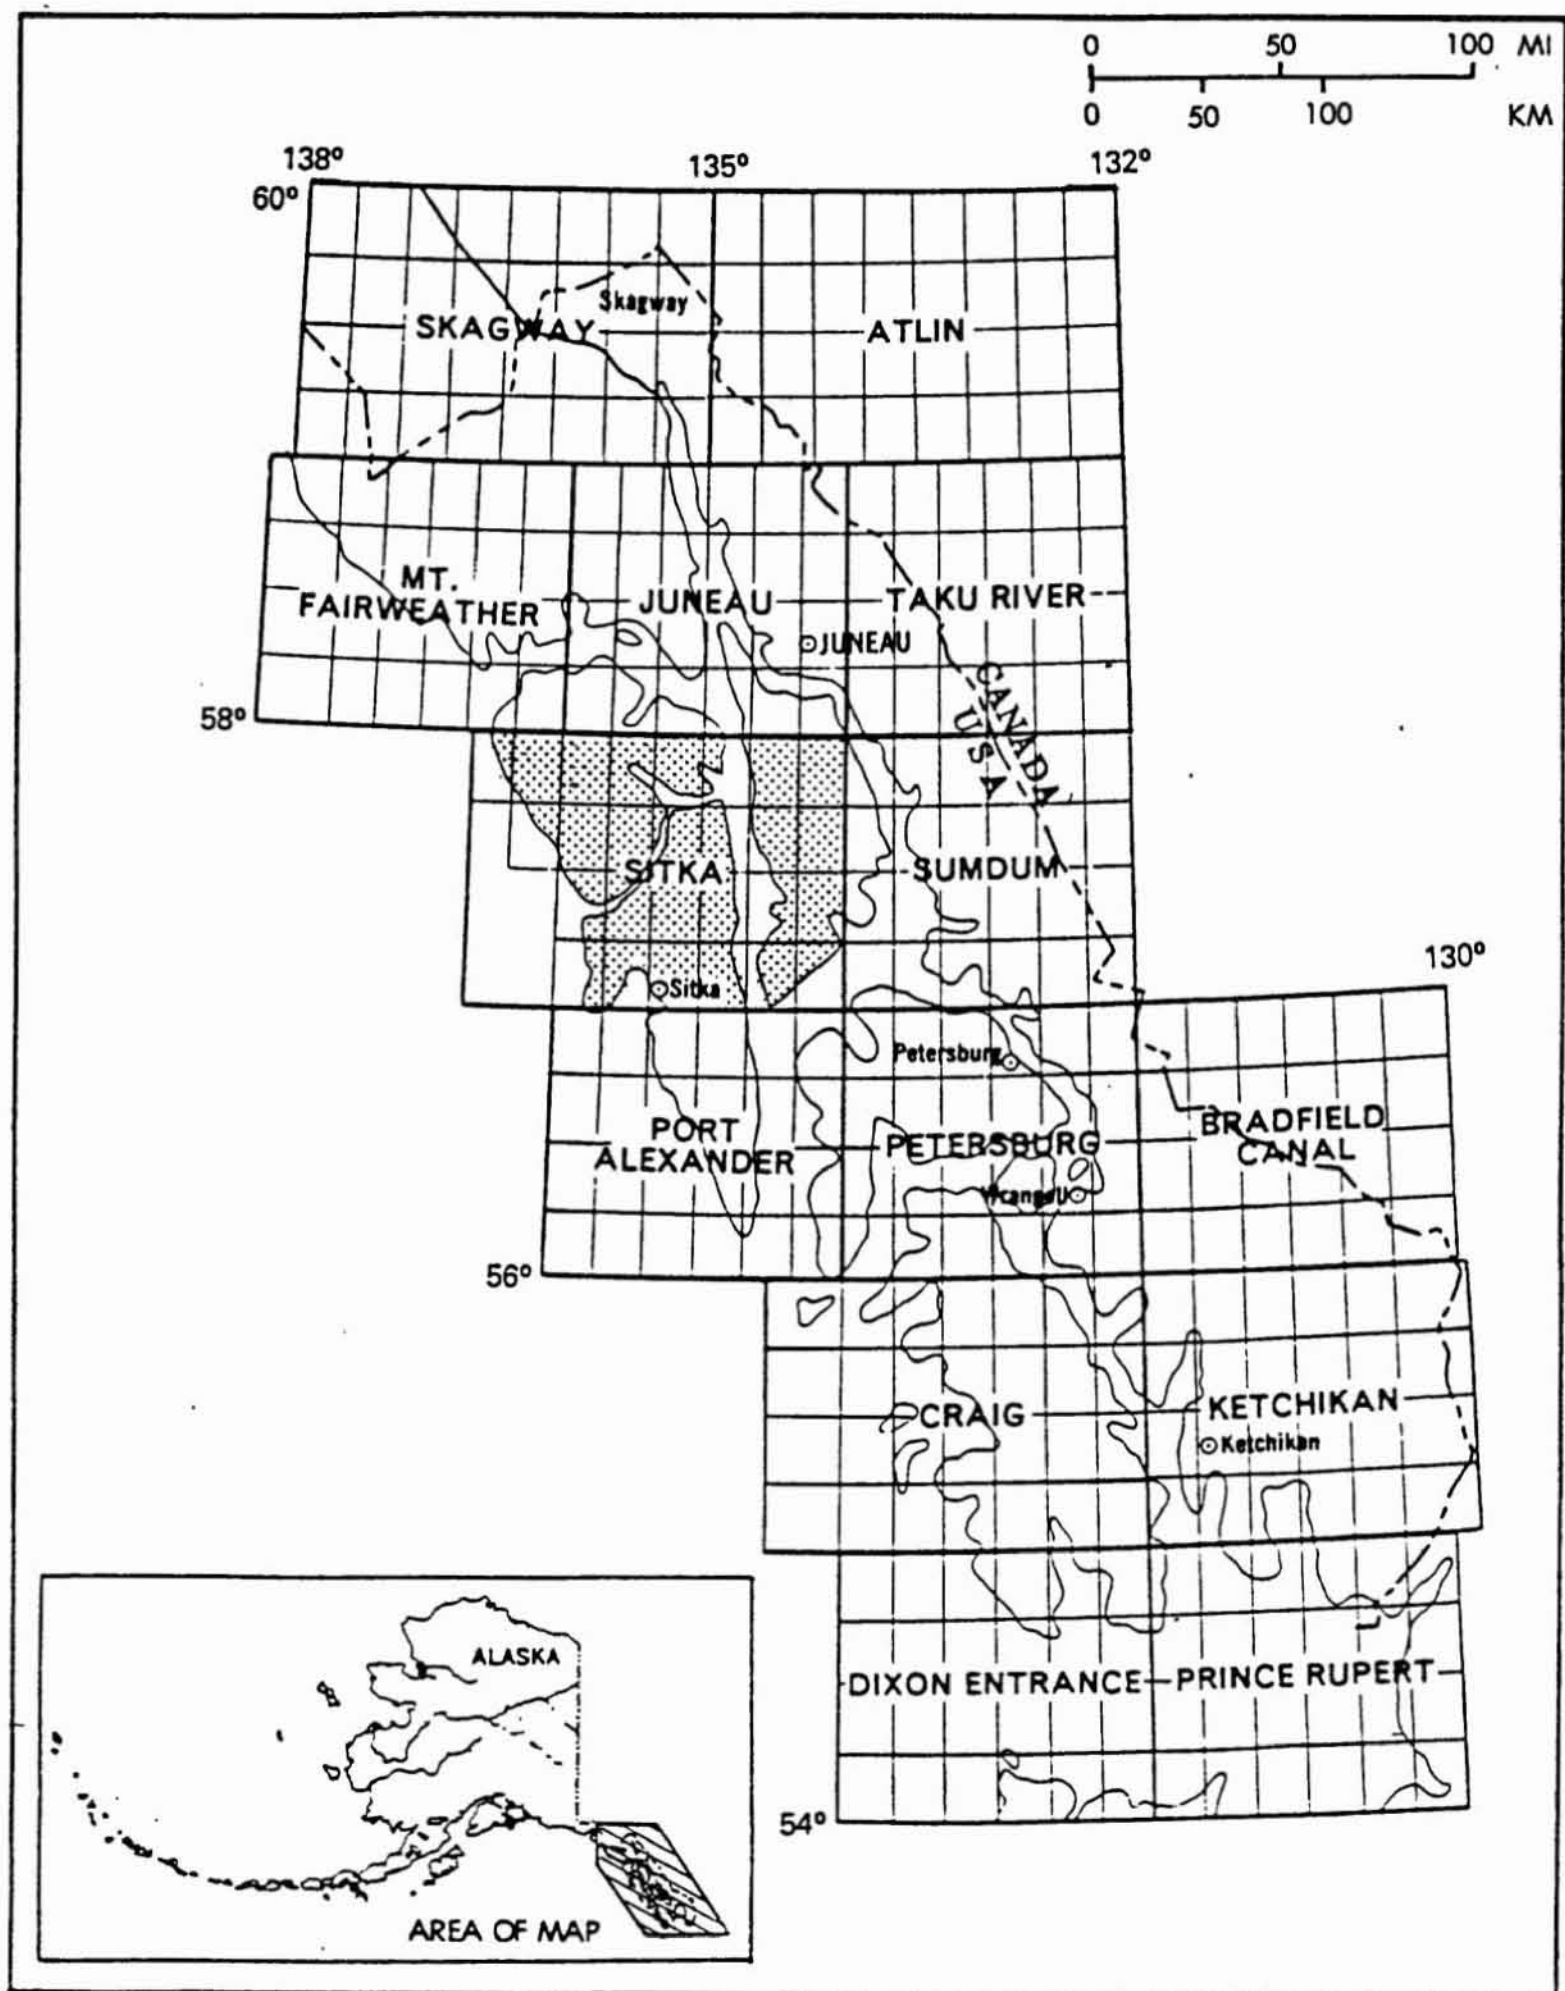 0 50 100 MI
0 50 100 KM
138° 135° 132°
60°
Skagway
SKAGWAY ATLIN
MT.
FAIRWEATHER JUNEAU TAKU RIVER
JUNEAU
CANADA
USA
58°
SITKA SUMDUM
130°
Sitka
Petersburg
PORT
ALEXANDER
PETERSBURG
BRADFIELD
CANAL
Wrangell
56°
CRAIG KETCHIKAN
Ketchikan
ALASKA
DIXON ENTRANCE PRINCE RUPERT
54°
AREA OF MAP